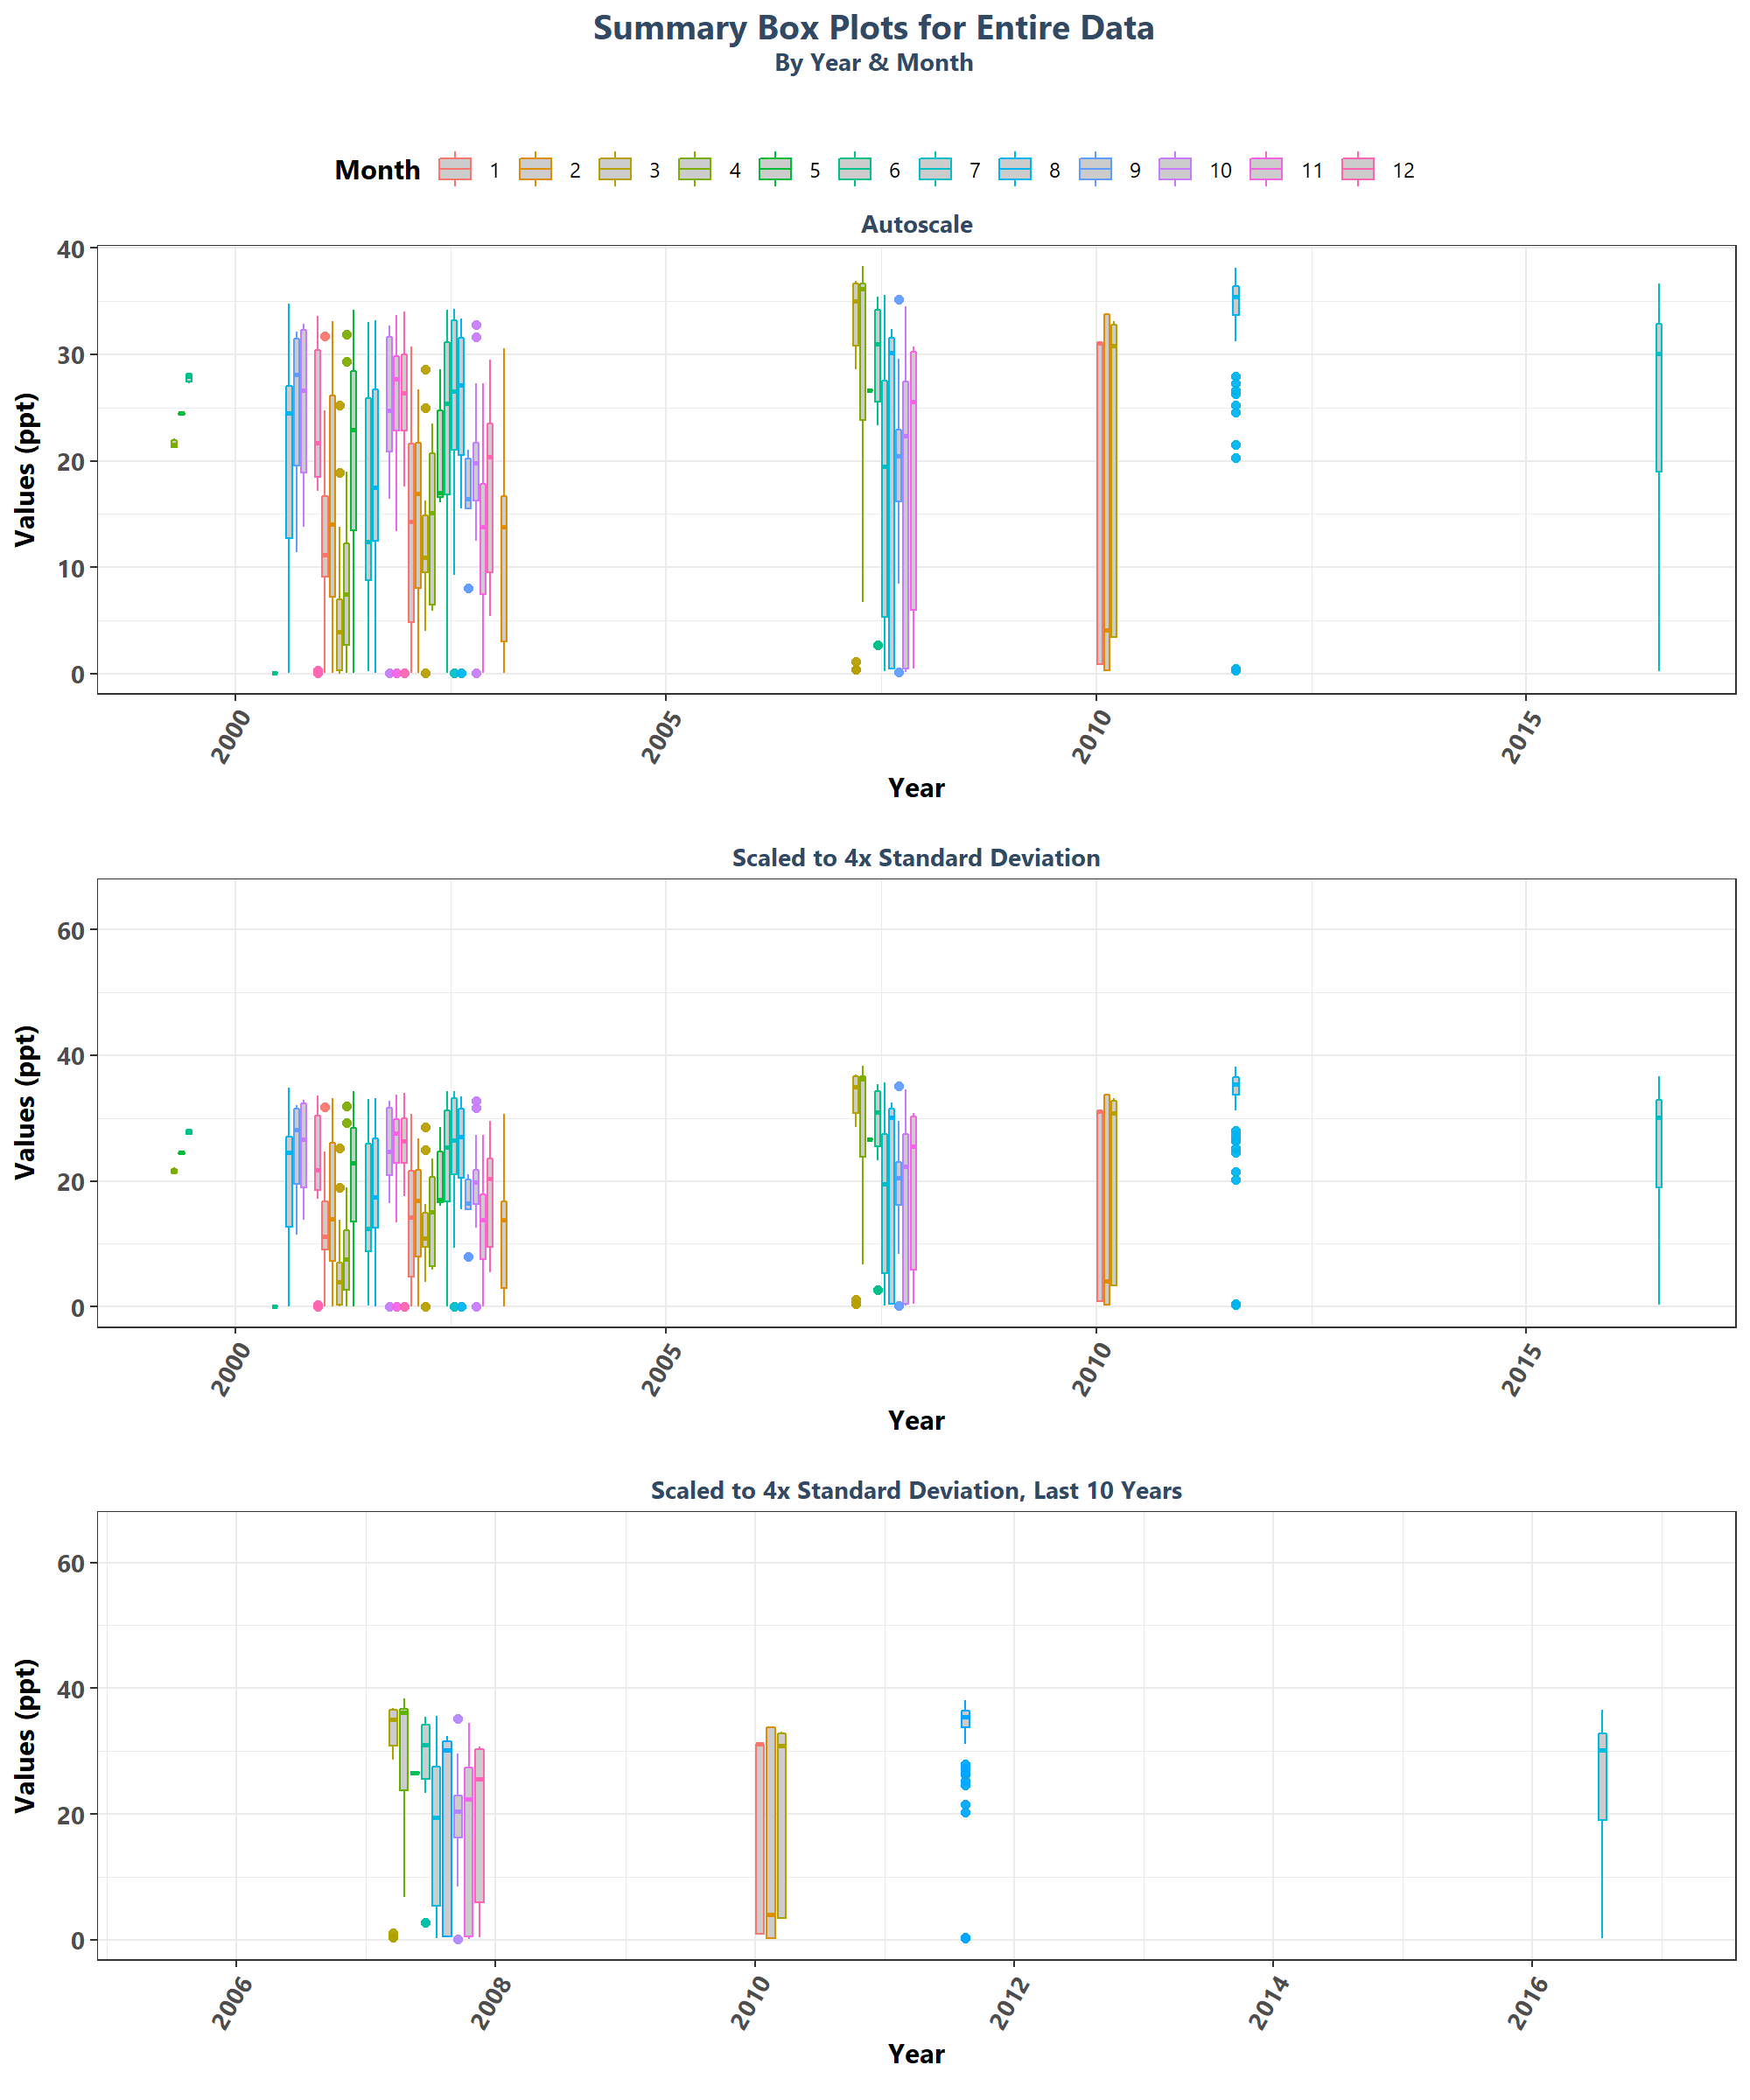 Summary Box Plots for Entire Data
By Year & Month
Month 1 2 3 4 5 6 7 8 9 10 11 12
Autoscale
Values (ppt)
40
30
20
10
0
2000 2005 2010 2015
Year
Scaled to 4x Standard Deviation
Values (ppt)
60
40
20
0
2000 2005 2010 2015
Year
Scaled to 4x Standard Deviation, Last 10 Years
Values (ppt)
60
40
20
0
2006 2008 2010 2012 2014 2016
Year